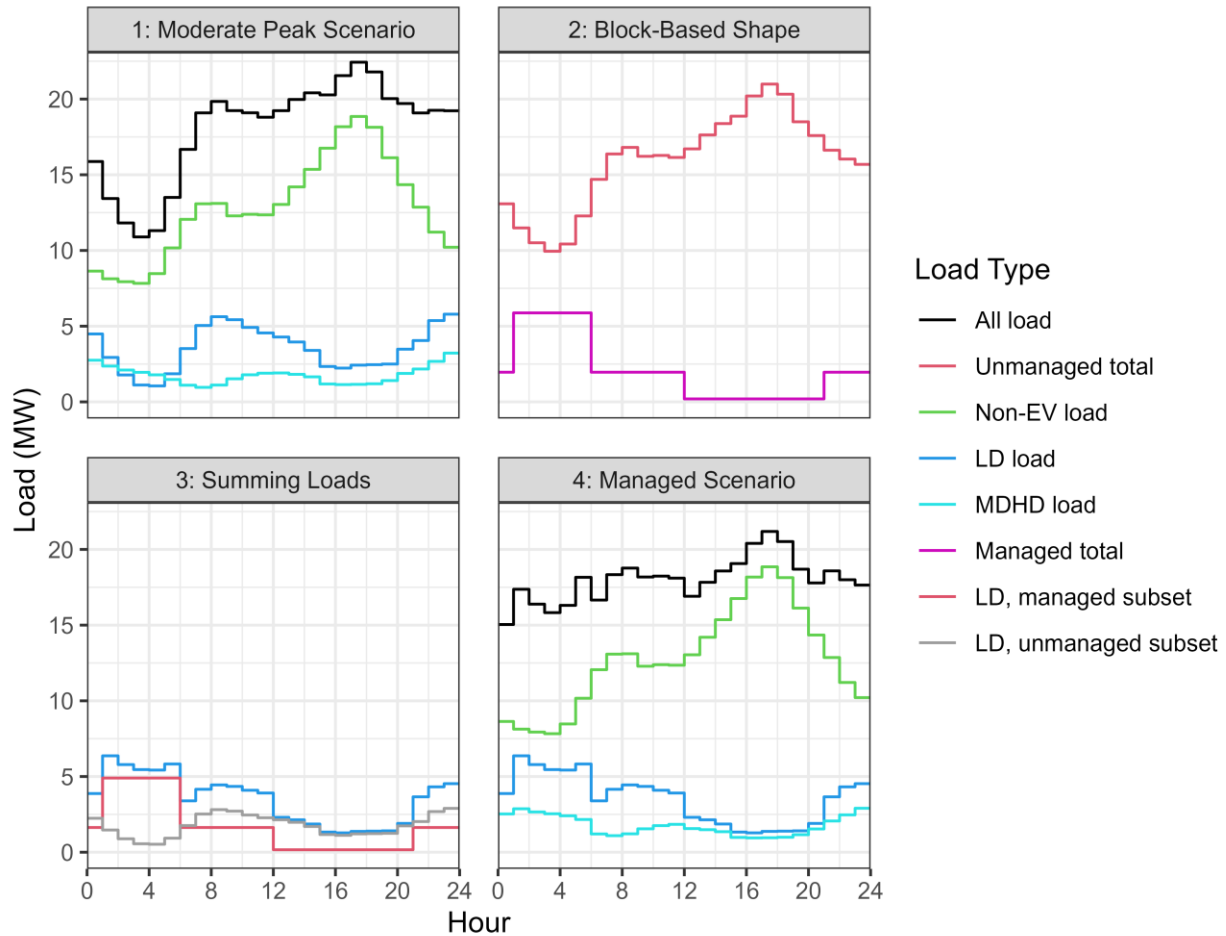 1: Moderate Peak Scenario
2: Block-Based Shape
20
15
10
5
0
3: Summing Loads
4: Managed Scenario
20
15
10
5
0
0 4 8 12 16 20 24
0 4 8 12 16 20 24
Load (MW)
Hour
Load Type
All load
Unmanaged total
Non-EV load
LD load
MDHD load
Managed total
LD, managed subset
LD, unmanaged subset